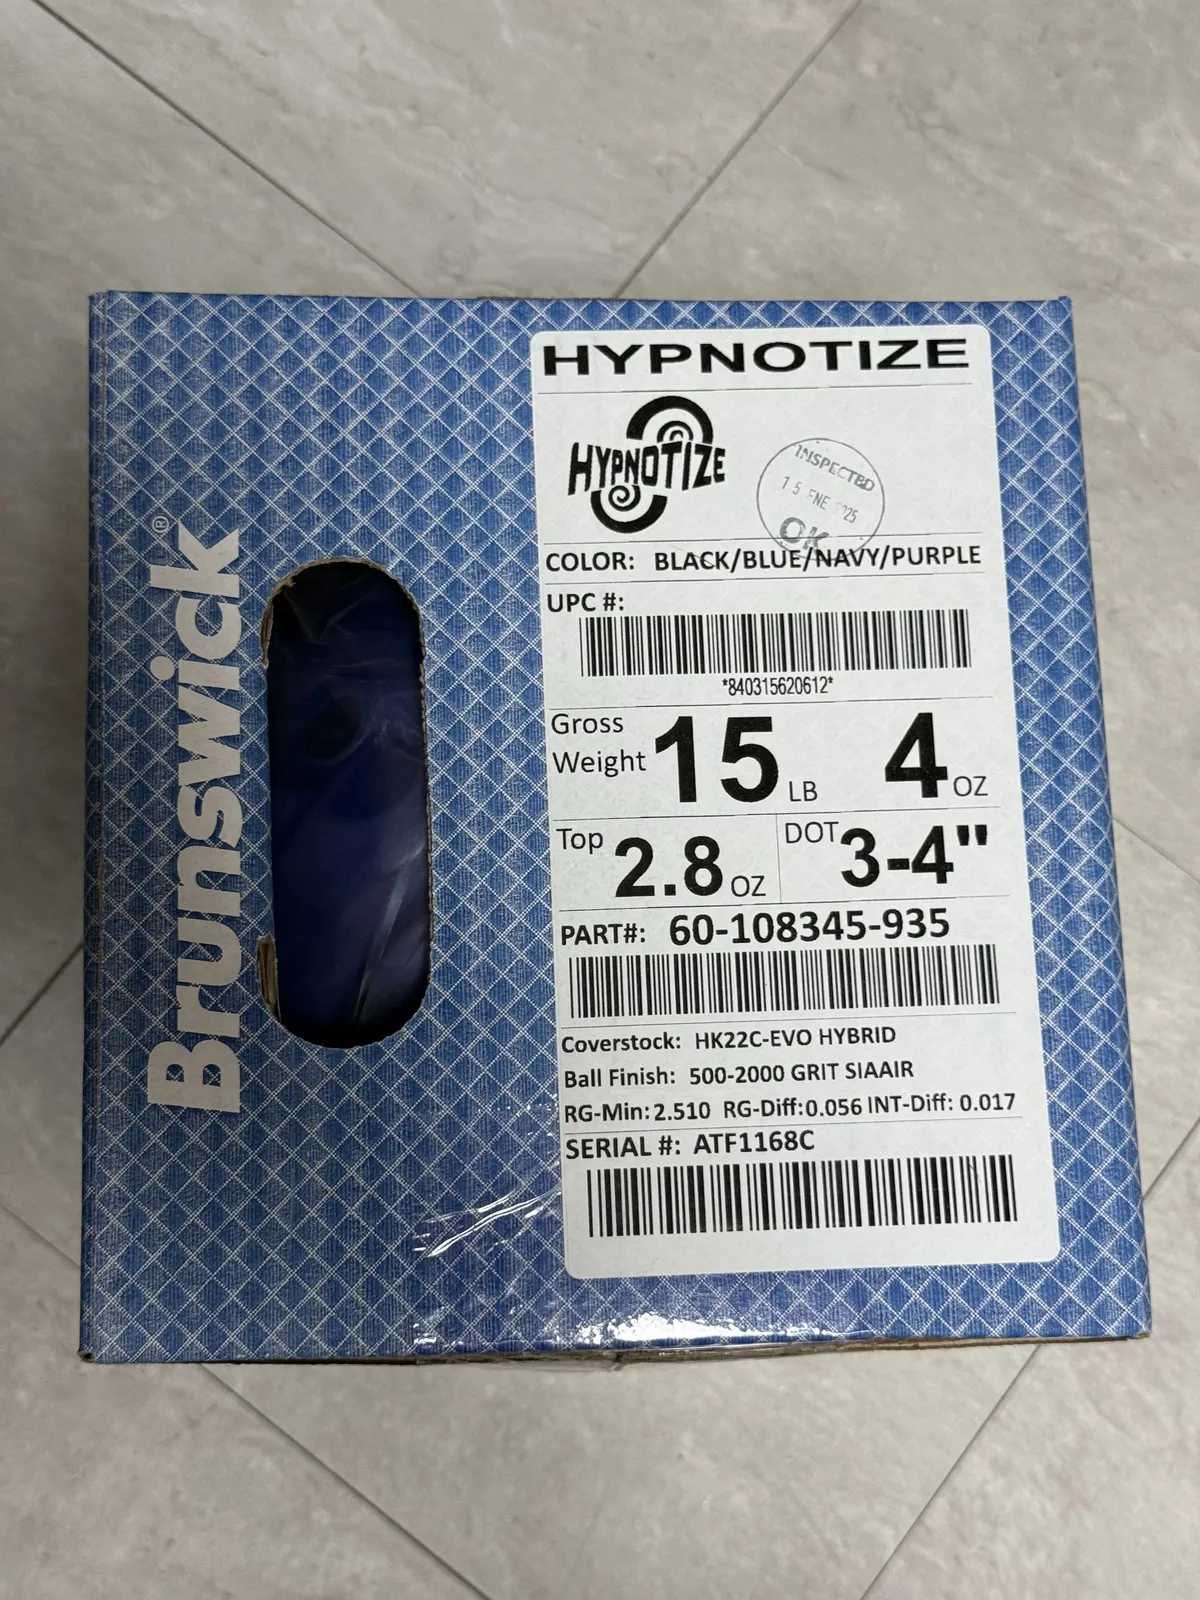 Brunswick®
HYPNOTIZE
HYPNOTIZE
INSPECTED
15 ENE 2025
OK
COLOR: BLACK/BLUE/NAVY/PURPLE
UPC #:
*840315620612*
Gross Weight 15 LB 4 OZ
Top 2.8 OZ DOT 3-4"
PART#: 60-108345-935
Coverstock: HK22C-EVO HYBRID
Ball Finish: 500-2000 GRIT SIAAIR
RG-Min: 2.510 RG-Diff: 0.056 INT-Diff: 0.017
SERIAL #: ATF1168C